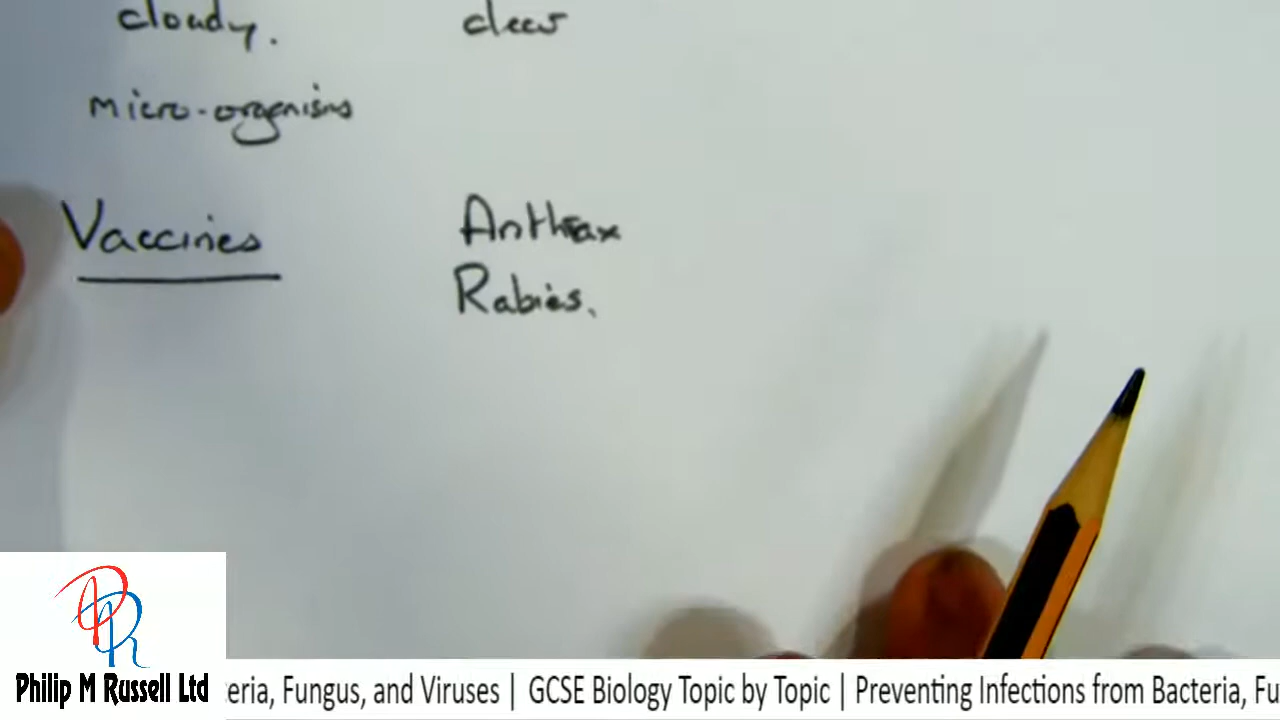 cloudy. clear
micro-organisms
Vaccines Anthrax
Rabies.
Philip M Russell Ltd
teria, Fungus, and Viruses | GCSE Biology Topic by Topic | Preventing Infections from Bacteria, Fu